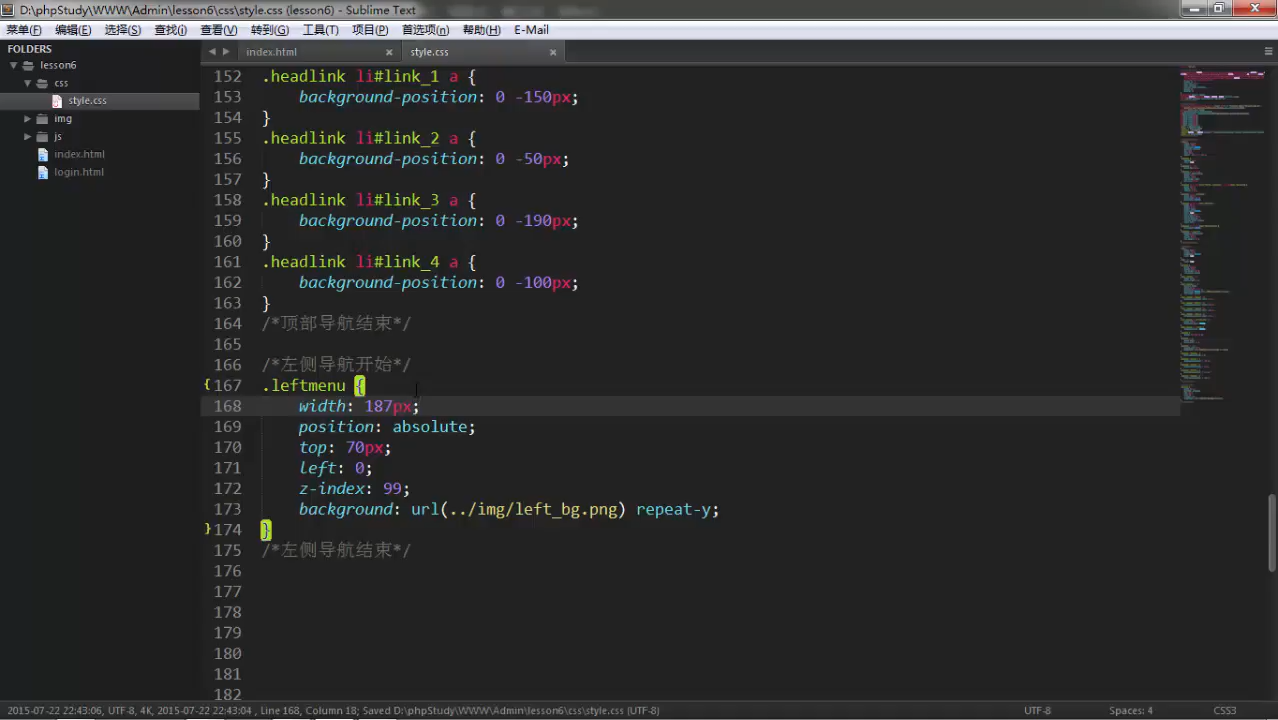 D:\phpStudy\WWW\Admin\lesson6\css\style.css (lesson6) - Sublime Text
菜单(F) 编辑(E) 选择(S) 查找(I) 查看(V) 转到(G) 工具(T) 项目(P) 首选项(n) 帮助(H) E-Mail
FOLDERS
lesson6
css
style.css
img
js
index.html
login.html
index.html
style.css
152 .headlink li#link_1 a {
153 background-position: 0 -150px;
154 }
155 .headlink li#link_2 a {
156 background-position: 0 -50px;
157 }
158 .headlink li#link_3 a {
159 background-position: 0 -190px;
160 }
161 .headlink li#link_4 a {
162 background-position: 0 -100px;
163 }
164 /*顶部导航结束*/
165
166 /*左侧导航开始*/
167 .leftmenu {
168 width: 187px;
169 position: absolute;
170 top: 70px;
171 left: 0;
172 z-index: 99;
173 background: url(../img/left_bg.png) repeat-y;
174 }
175 /*左侧导航结束*/
176
177
178
179
180
181
182
2015-07-22 22:43:06, UTF-8, 4K, 2015-07-22 22:43:04 , Line 168, Column 18; Saved D:\phpStudy\WWW\Admin\lesson6\css\style.css (UTF-8) UTF-8 Spaces: 4 CSS3